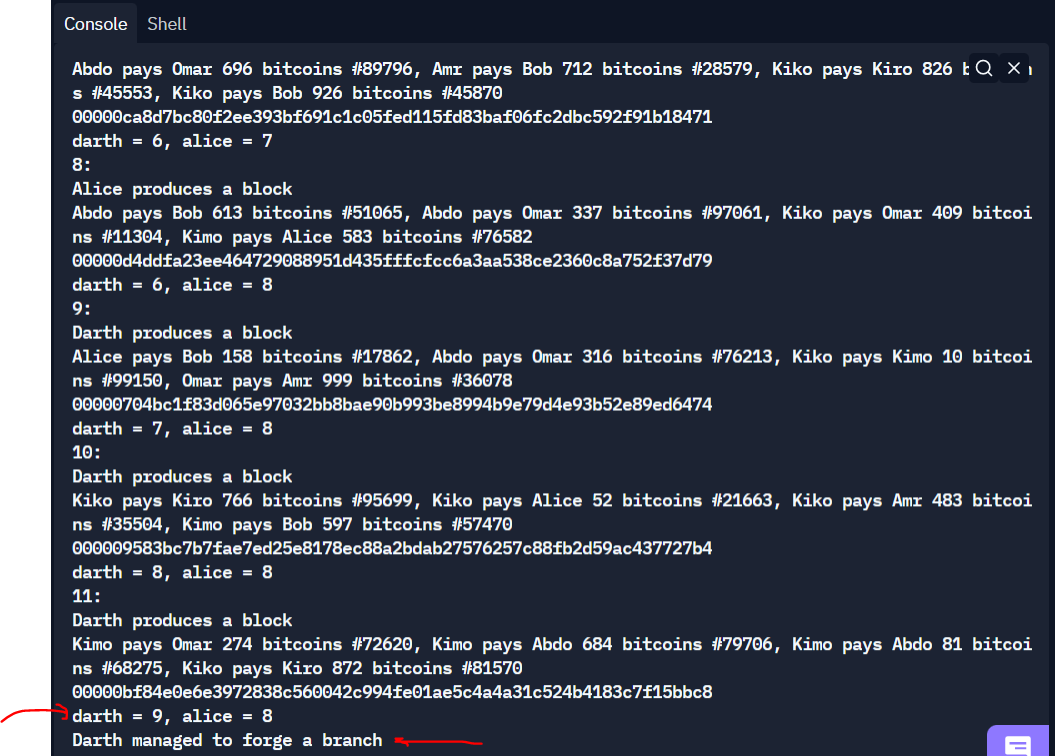 Console Shell
Abdo pays Omar 696 bitcoins #89796, Amr pays Bob 712 bitcoins #28579, Kiko pays Kiro 826 b n
s #45553, Kiko pays Bob 926 bitcoins #45870
00000ca8d7bc80f2ee393bf691c1c05fed115fd83baf06fc2dbc592f91b18471
darth = 6, alice = 7
8:
Alice produces a block
Abdo pays Bob 613 bitcoins #51065, Abdo pays Omar 337 bitcoins #97061, Kiko pays Omar 409 bitcoi
ns #11304, Kimo pays Alice 583 bitcoins #76582
00000d4ddfa23ee464729088951d435fffcfcc6a3aa538ce2360c8a752f37d79
darth = 6, alice = 8
9:
Darth produces a block
Alice pays Bob 158 bitcoins #17862, Abdo pays Omar 316 bitcoins #76213, Kiko pays Kimo 10 bitcoi
ns #99150, Omar pays Amr 999 bitcoins #36078
00000704bc1f83d065e97032bb8bae90b993be8994b9e79d4e93b52e89ed6474
darth = 7, alice = 8
10:
Darth produces a block
Kiko pays Kiro 766 bitcoins #95699, Kiko pays Alice 52 bitcoins #21663, Kiko pays Amr 483 bitcoi
ns #35504, Kimo pays Bob 597 bitcoins #57470
000009583bc7b7fae7ed25e8178ec88a2bdab27576257c88fb2d59ac437727b4
darth = 8, alice = 8
11:
Darth produces a block
Kimo pays Omar 274 bitcoins #72620, Kimo pays Abdo 684 bitcoins #79706, Kimo pays Abdo 81 bitcoi
ns #68275, Kiko pays Kiro 872 bitcoins #81570
00000bf84e0e6e3972838c560042c994fe01ae5c4a4a31c524b4183c7f15bbc8
darth = 9, alice = 8
Darth managed to forge a branch